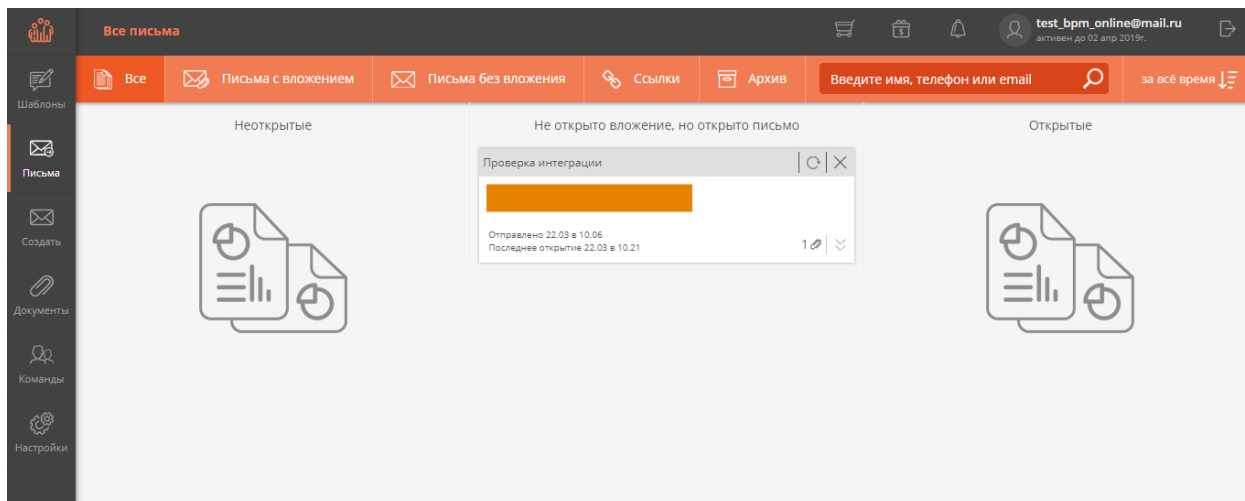 Все письма
test_bpm_online@mail.ru
активен до 02 апр 2019г.
Все
Письма с вложением
Письма без вложения
Ссылки
Архив
Введите имя, телефон или email
за всё время
Шаблоны
Письма
Создать
Документы
Команды
Настройки
Неоткрытые
Не открыто вложение, но открыто письмо
Открытые
Проверка интеграции
Отправлено 22.03 в 10.06
Последнее открытие 22.03 в 10.21
1